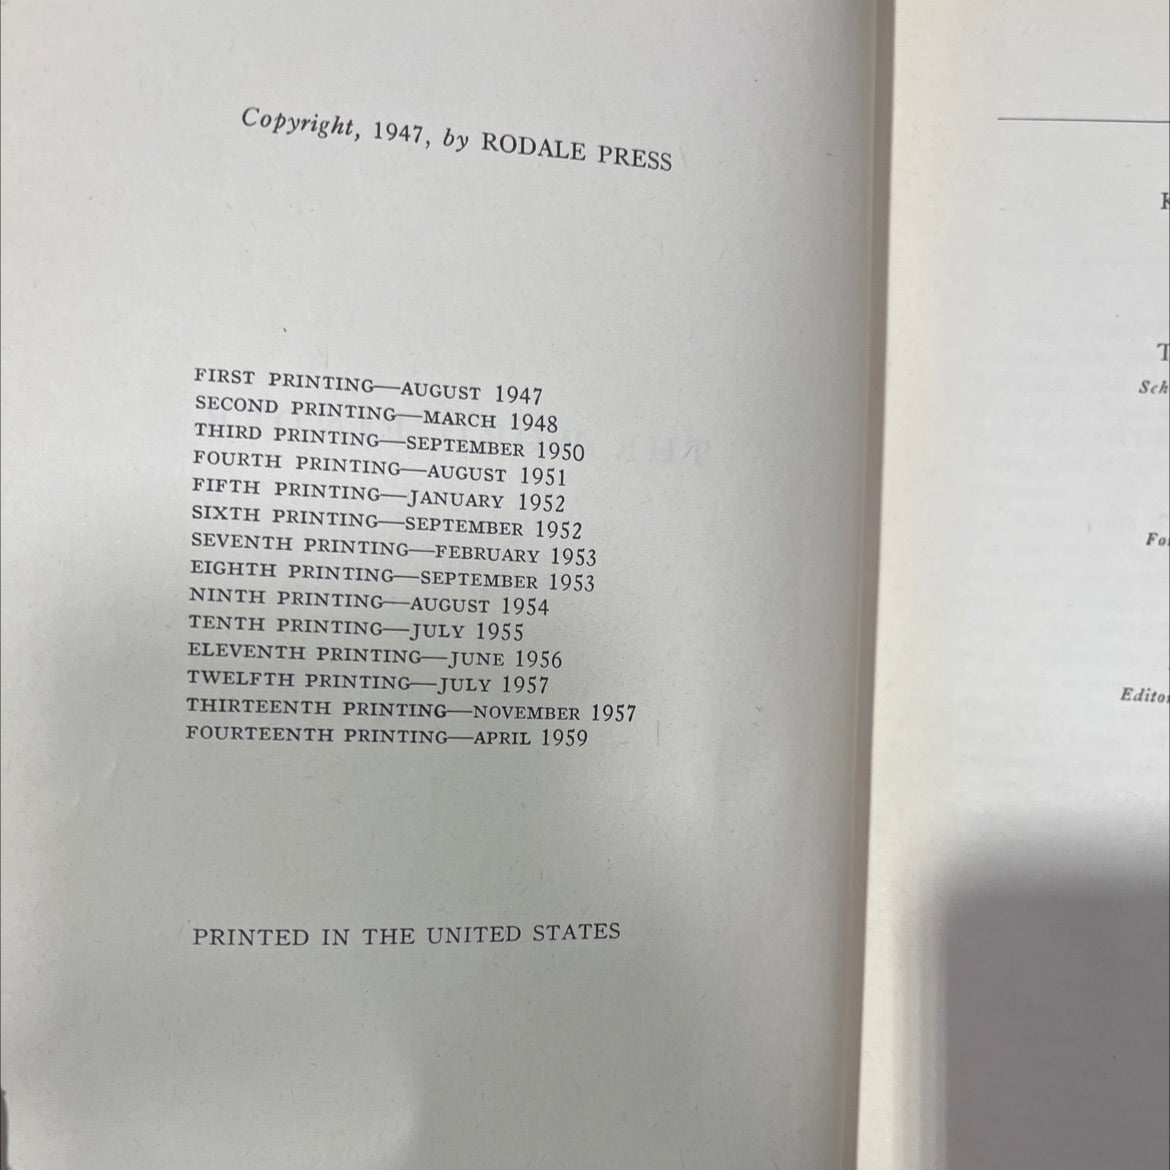 Copyright, 1947, by RODALE PRESS
FIRST PRINTING—AUGUST 1947
SECOND PRINTING—MARCH 1948
THIRD PRINTING—SEPTEMBER 1950
FOURTH PRINTING—AUGUST 1951
FIFTH PRINTING—JANUARY 1952
SIXTH PRINTING—SEPTEMBER 1952
SEVENTH PRINTING—FEBRUARY 1953
EIGHTH PRINTING—SEPTEMBER 1953
NINTH PRINTING—AUGUST 1954
TENTH PRINTING—JULY 1955
ELEVENTH PRINTING—JUNE 1956
TWELFTH PRINTING—JULY 1957
THIRTEENTH PRINTING—NOVEMBER 1957
FOURTEENTH PRINTING—APRIL 1959
PRINTED IN THE UNITED STATES